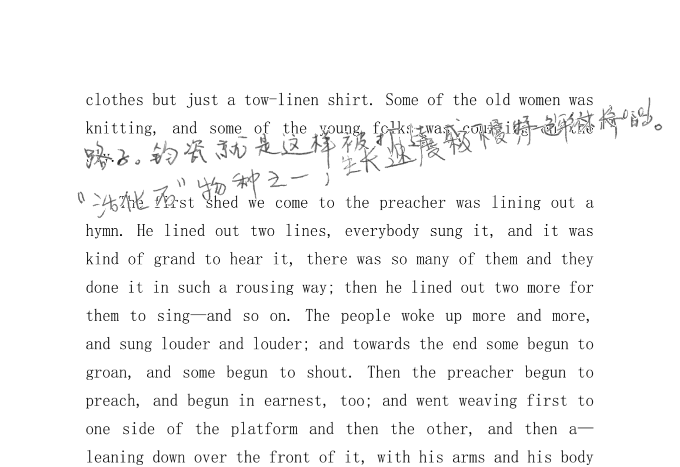 clothes but just a tow-linen shirt. Some of the old women was
knitting, and some of the young folks was courting on the
路子。钧瓷就是这样被
“活化石”物种之一；生长速度
The first shed we come to the preacher was lining out a
hymn. He lined out two lines, everybody sung it, and it was
kind of grand to hear it, there was so many of them and they
done it in such a rousing way; then he lined out two more for
them to sing—and so on. The people woke up more and more,
and sung louder and louder; and towards the end some begun to
groan, and some begun to shout. Then the preacher begun to
preach, and begun in earnest, too; and went weaving first to
one side of the platform and then the other, and then a—
leaning down over the front of it, with his arms and his body